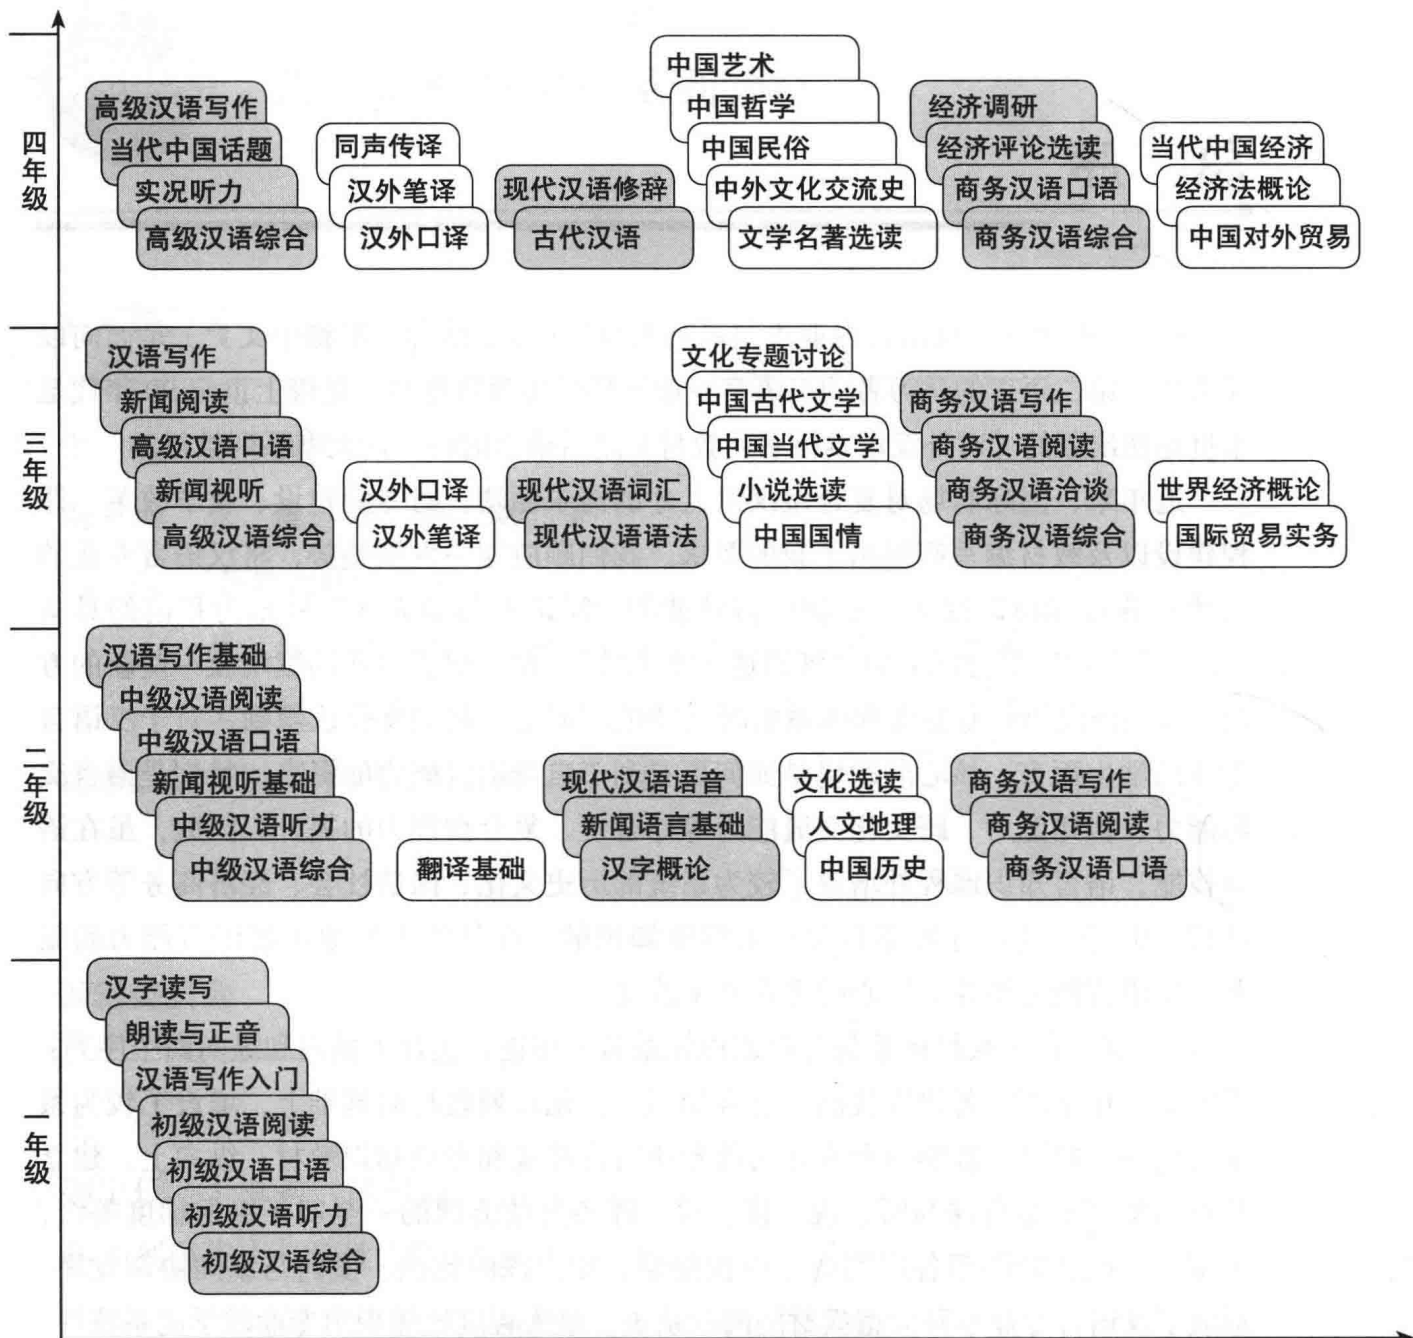 四年级
高级汉语写作
当代中国话题
实况听力
高级汉语综合
同声传译
汉外笔译
汉外口译
现代汉语修辞
古代汉语
中国艺术
中国哲学
中国民俗
中外文化交流史
文学名著选读
经济调研
经济评论选读
商务汉语口语
商务汉语综合
当代中国经济
经济法概论
中国对外贸易
三年级
汉语写作
新闻阅读
高级汉语口语
新闻视听
高级汉语综合
汉外口译
汉外笔译
现代汉语词汇
现代汉语语法
文化专题讨论
中国古代文学
中国当代文学
小说选读
中国国情
商务汉语写作
商务汉语阅读
商务汉语洽谈
商务汉语综合
世界经济概论
国际贸易实务
二年级
汉语写作基础
中级汉语阅读
中级汉语口语
新闻视听基础
中级汉语听力
中级汉语综合
翻译基础
现代汉语语音
新闻语言基础
汉字概论
文化选读
人文地理
中国历史
商务汉语写作
商务汉语阅读
商务汉语口语
一年级
汉字读写
朗读与正音
汉语写作入门
初级汉语阅读
初级汉语口语
初级汉语听力
初级汉语综合